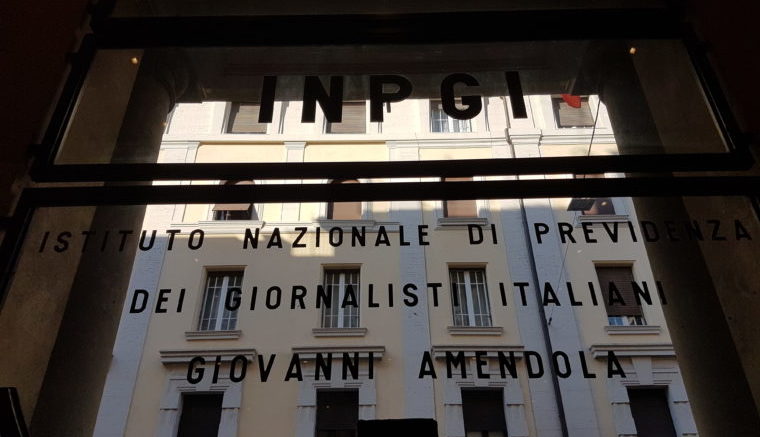 INPGI
ISTITUTO NAZIONALE DI PREVIDENZA
DEI GIORNALISTI ITALIANI
GIOVANNI AMENDOLA